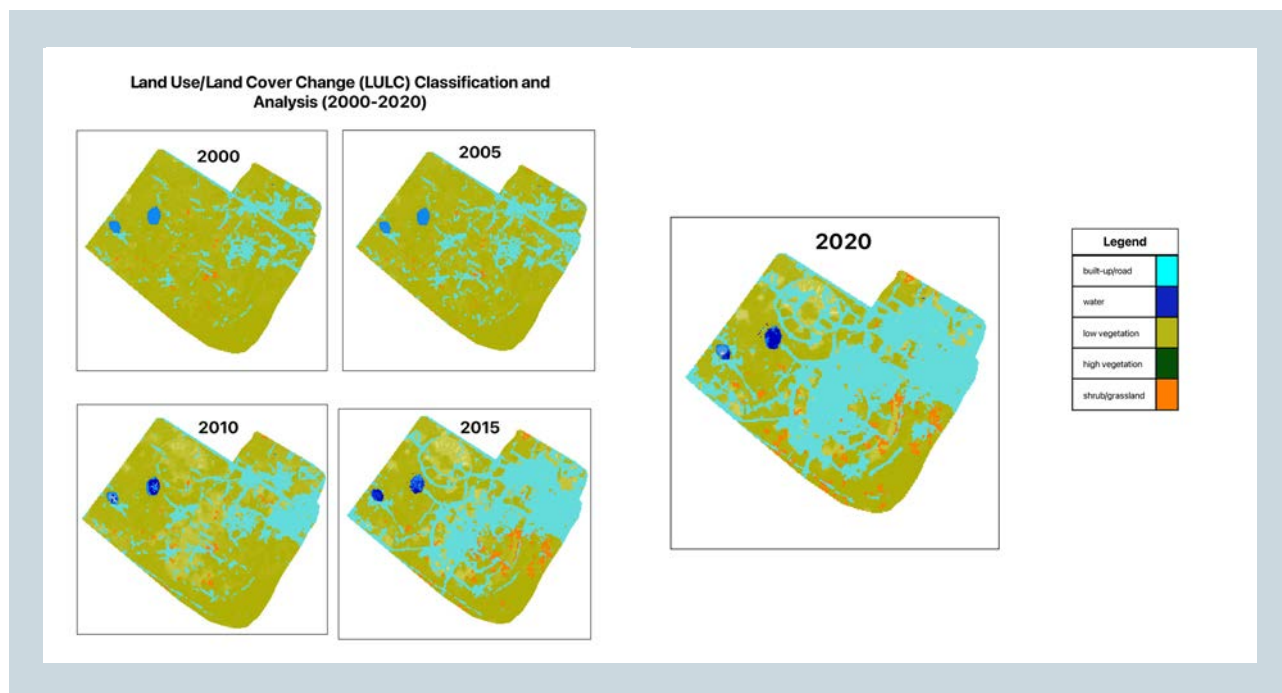 Land Use/Land Cover Change (LULC) Classification and
Analysis (2000-2020)
2000
2005
2010
2015
2020
Legend
built-up/road
water
low vegetation
high vegetation
shrub/grassland